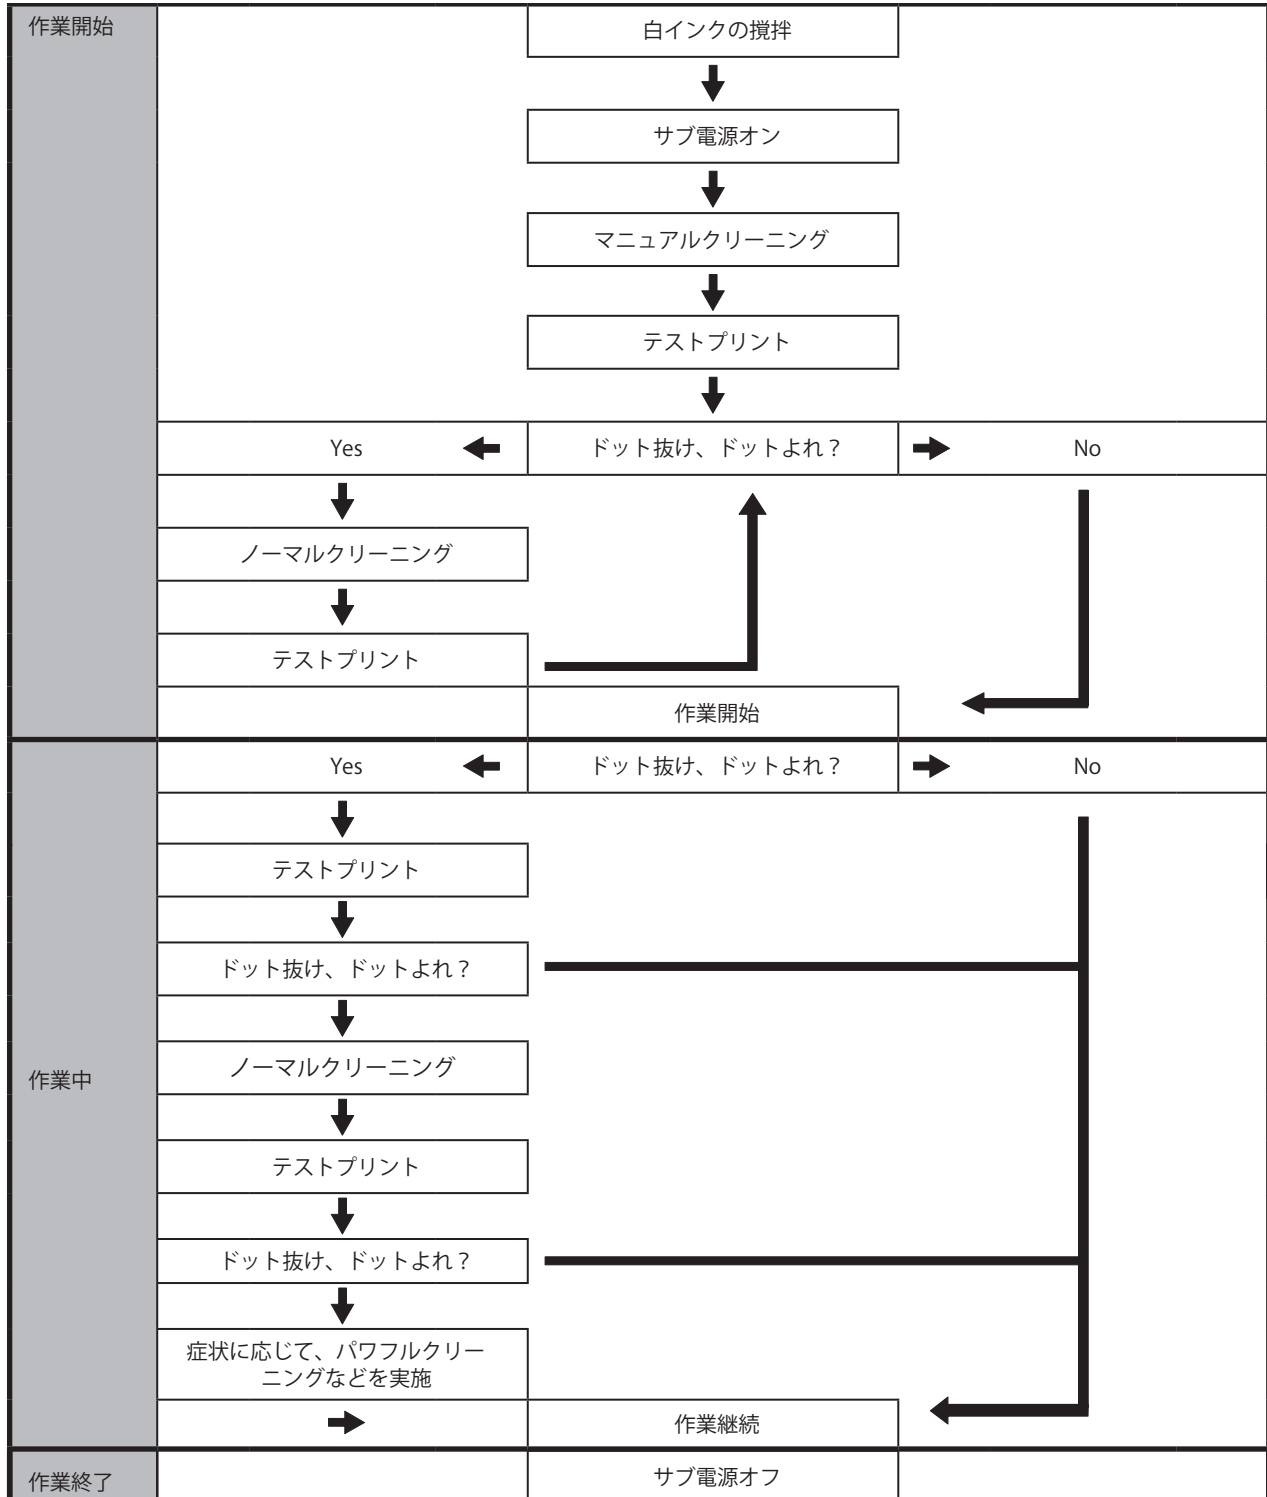 作業開始
白インクの撹拌
サブ電源オン
マニュアルクリーニング
テストプリント
Yes
ドット抜け、ドットよれ？
No
ノーマルクリーニング
テストプリント
作業開始
作業中
Yes
ドット抜け、ドットよれ？
No
テストプリント
ドット抜け、ドットよれ？
ノーマルクリーニング
テストプリント
ドット抜け、ドットよれ？
症状に応じて、パワフルクリー
ニングなどを実施
作業継続
作業終了
サブ電源オフ